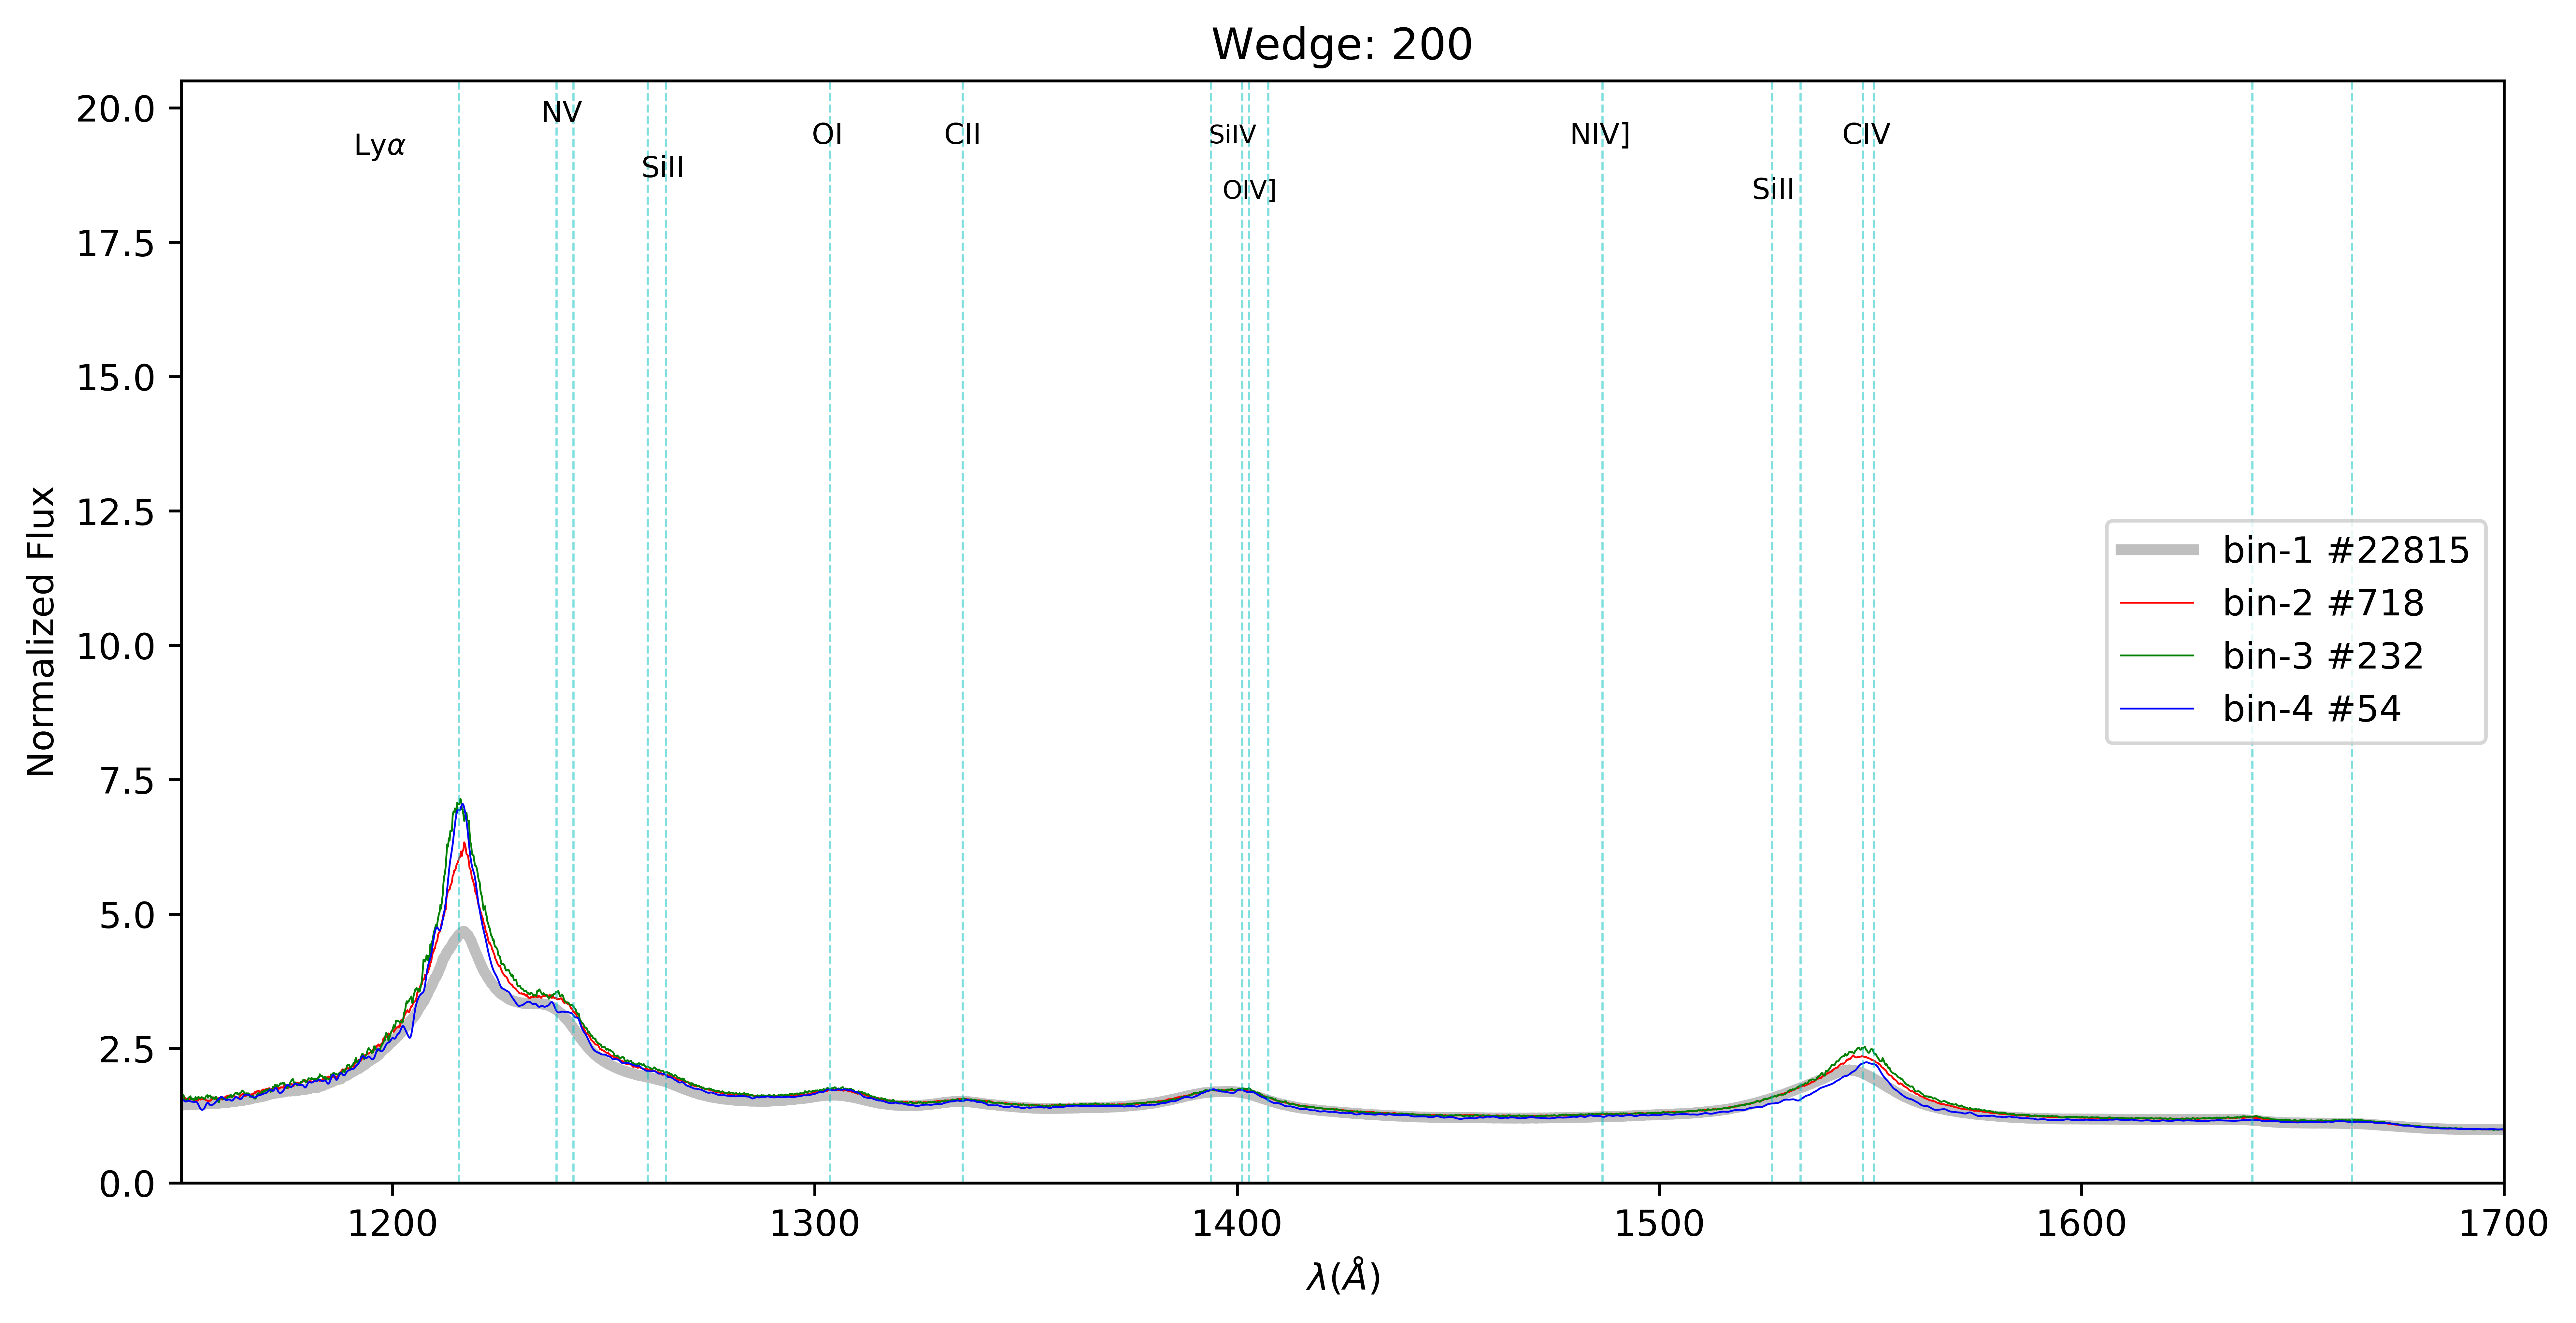 Wedge: 200
20.0
17.5
15.0
12.5
10.0
7.5
5.0
2.5
0.0
Normalized Flux
Lyα
NV
SiII
OI
CII
SiIV
OIV]
NIV]
SiII
CIV
bin-1 #22815
bin-2 #718
bin-3 #232
bin-4 #54
1200
1300
1400
1500
1600
1700
λ(Å)